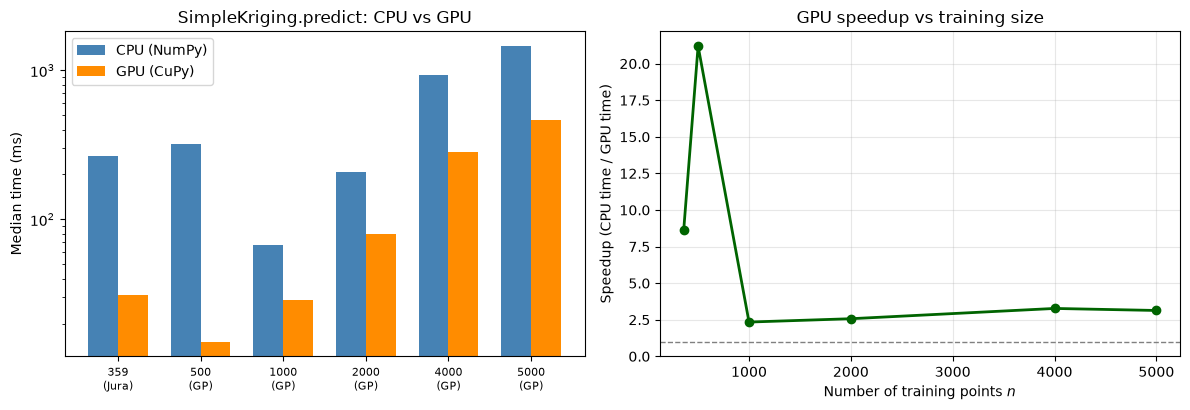 SimpleKriging.predict: CPU vs GPU
CPU (NumPy)
GPU (CuPy)
Median time (ms)
10³
10²
359
(Jura)
500
(GP)
1000
(GP)
2000
(GP)
4000
(GP)
5000
(GP)
GPU speedup vs training size
Speedup (CPU time / GPU time)
20.0
17.5
15.0
12.5
10.0
7.5
5.0
2.5
0.0
1000
2000
3000
4000
5000
Number of training points n